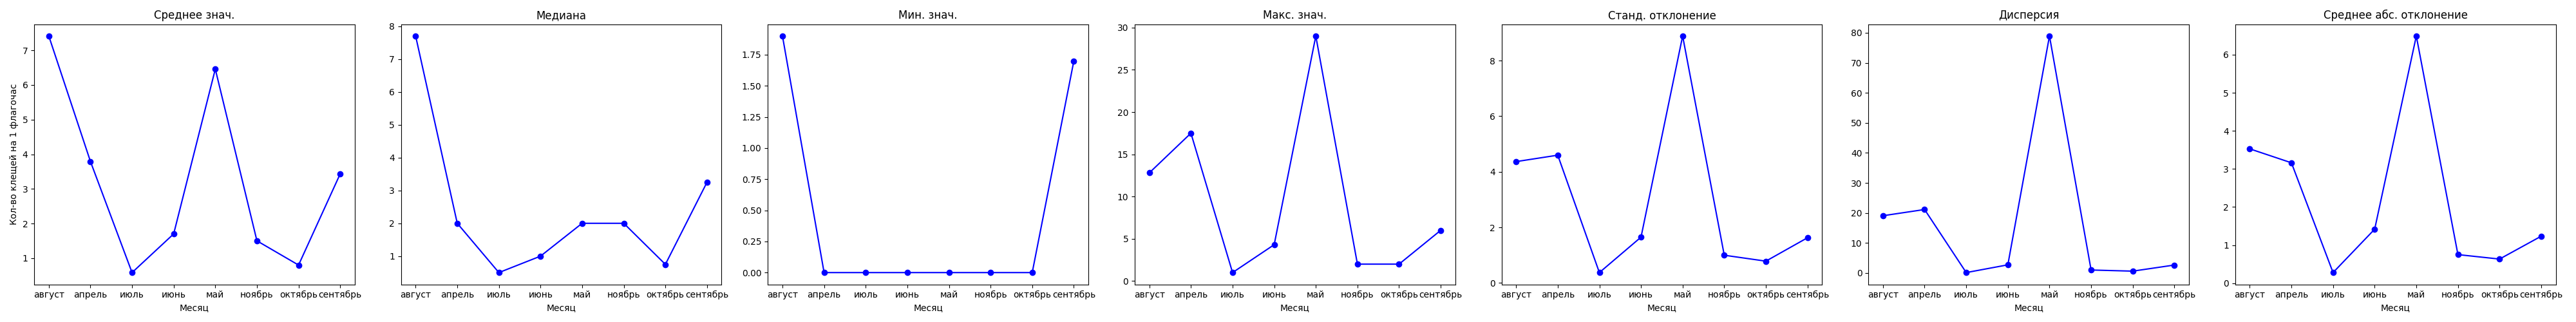 Среднее знач.
Кол-во клещей на 1 флагочас
7
6
5
4
3
2
1
август апрель июль июнь май ноябрь октябрь сентябрь
Месяц
Медиана
8
7
6
5
4
3
2
1
август апрель июль июнь май ноябрь октябрь сентябрь
Месяц
Мин. знач.
1.75
1.50
1.25
1.00
0.75
0.50
0.25
0.00
август апрель июль июнь май ноябрь октябрь сентябрь
Месяц
Макс. знач.
30
25
20
15
10
5
0
август апрель июль июнь май ноябрь октябрь сентябрь
Месяц
Станд. отклонение
8
6
4
2
0
август апрель июль июнь май ноябрь октябрь сентябрь
Месяц
Дисперсия
80
70
60
50
40
30
20
10
0
август апрель июль июнь май ноябрь октябрь сентябрь
Месяц
Среднее абс. отклонение
6
5
4
3
2
1
0
август апрель июль июнь май ноябрь октябрь сентябрь
Месяц